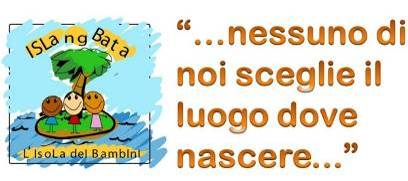 ISLa ng Bata
L'IsoLa dei BambinI
“...nessuno di
noi sceglie il
luogo dove
nascere...”